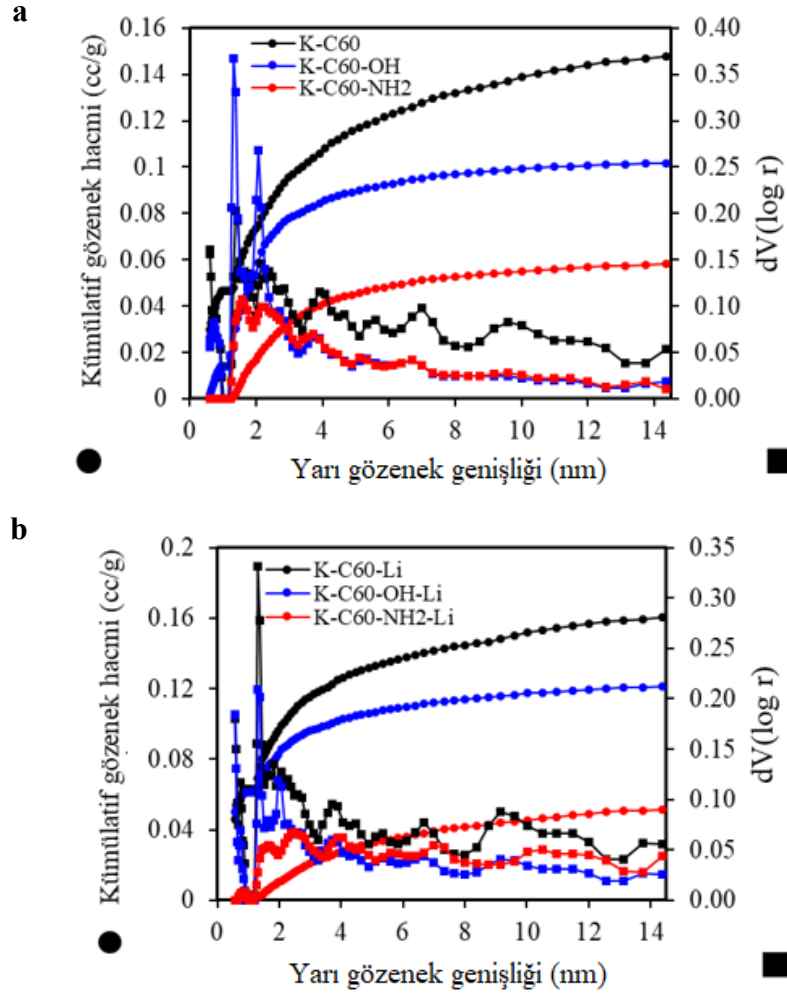 a
Kümülatif gözenek hacmi (cc/g)
0.16
0.14
0.12
0.1
0.08
0.06
0.04
0.02
0
K-C60
K-C60-OH
K-C60-NH2
0.40
0.35
0.30
0.25
0.20
0.15
0.10
0.05
0.00
dV(log r)
0 2 4 6 8 10 12 14
Yarı gözenek genişliği (nm)
b
Kümülatif gözenek hacmi (cc/g)
0.2
0.16
0.12
0.08
0.04
0
K-C60-Li
K-C60-OH-Li
K-C60-NH2-Li
0.35
0.30
0.25
0.20
0.15
0.10
0.05
0.00
dV(log r)
0 2 4 6 8 10 12 14
Yarı gözenek genişliği (nm)